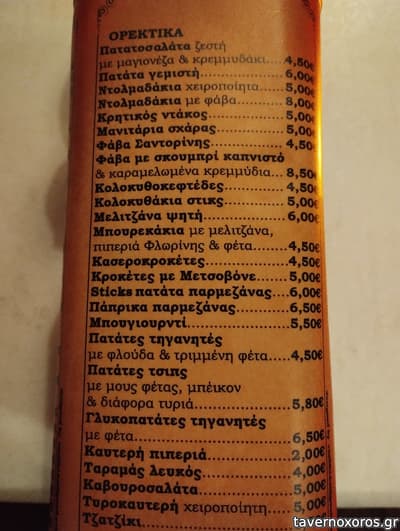 ΟΡΕΚΤΙΚΑ
Πατατοσαλάτα ζεστή
με μαγιονέζα & κρεμμυδάκι....4,50€
Πατάτα γεμιστή......................6,00€
Ντολμαδάκια χειροποίητα......5,00€
Ντολμαδάκια με φάβα...........8,00€
Κρητικός ντάκος...................5,00€
Μανιτάρια σχάρας................5,00€
Φάβα Σαντορίνης.................4,50€
Φάβα με σκουμπρί καπνιστό
& καραμελωμένα κρεμμύδια...8,50€
Κολοκυθοκεφτέδες...............4,50€
Κολοκυθάκια στικς................5,00€
Μελιτζάνα ψητή....................6,00€
Μπουρεκάκια με μελιτζάνα,
πιπεριά Φλωρίνης & φέτα......4,50€
Κασεροκροκέτες...................4,50€
Κροκέτες με Μετσοβόνε.......5,00€
Sticks πατάτα παρμεζάνας...6,00€
Πάπρικα παρμεζάνας............6,50€
Μπουγιουρντί.......................5,50€
Πατάτες τηγανητές
με φλούδα & τριμμένη φέτα....4,50€
Πατάτες τσιπς
με μους φέτας, μπέικον
& διάφορα τυριά...................5,80€
Γλυκοπατάτες τηγανητές
με φέτα................................6,50€
Καυτερή πιπεριά..................2,00€
Ταραμάς λευκός...................4,00€
Καβουροσαλάτα...................5,00€
Τυροκαυτερή χειροποίητη.....5,00€
Τζατζίκι
tavernoxoros.gr